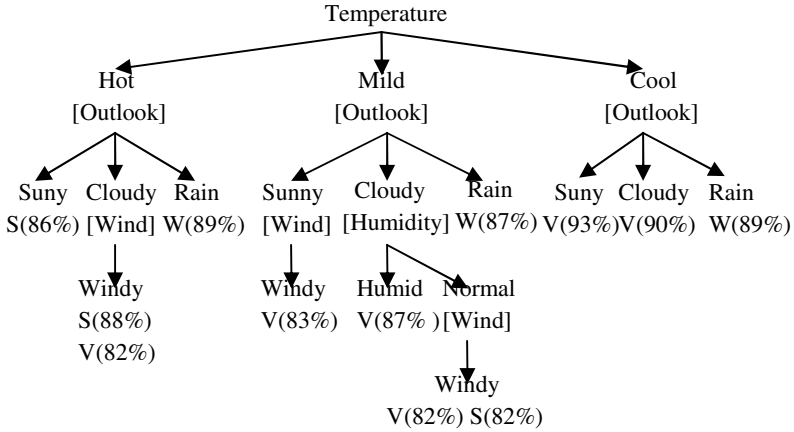 Temperature
Hot Mild Cool
[Outlook] [Outlook] [Outlook]
Suny Cloudy Rain Sunny Cloudy Rain Suny Cloudy Rain
S(86%) [Wind] W(89%) [Wind] [Humidity] W(87%) V(93%) V(90%) W(89%)
Windy Windy Humid Normal
S(88%) V(83%) V(87% ) [Wind]
V(82%)
Windy
V(82%) S(82%)